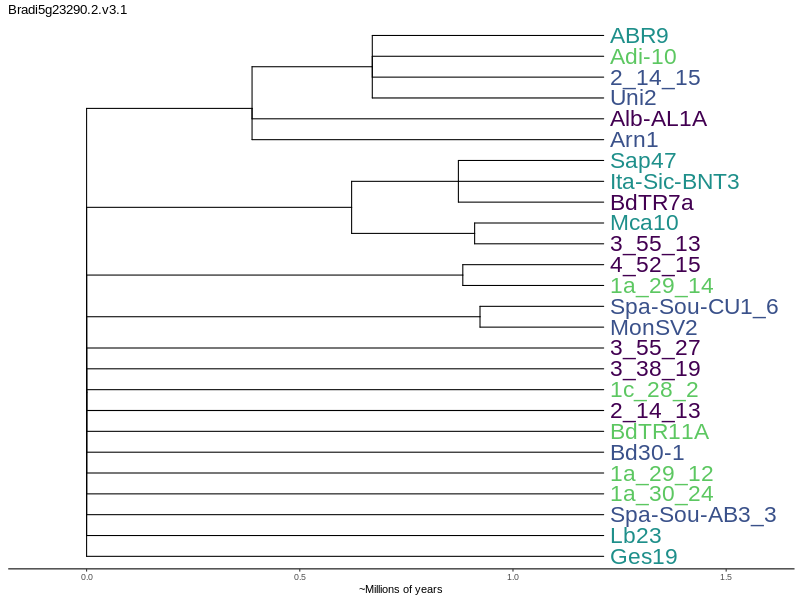 Bradi5g23290.2.v3.1
ABR9
Adi-10
2_14_15
Uni2
Alb-AL1A
Arn1
Sap47
Ita-Sic-BNT3
BdTR7a
Mca10
3_55_13
4_52_15
1a_29_14
Spa-Sou-CU1_6
MonSV2
3_55_27
3_38_19
1c_28_2
2_14_13
BdTR11A
Bd30-1
1a_29_12
1a_30_24
Spa-Sou-AB3_3
Lb23
Ges19
0.0 0.5 1.0 1.5
~Millions of years